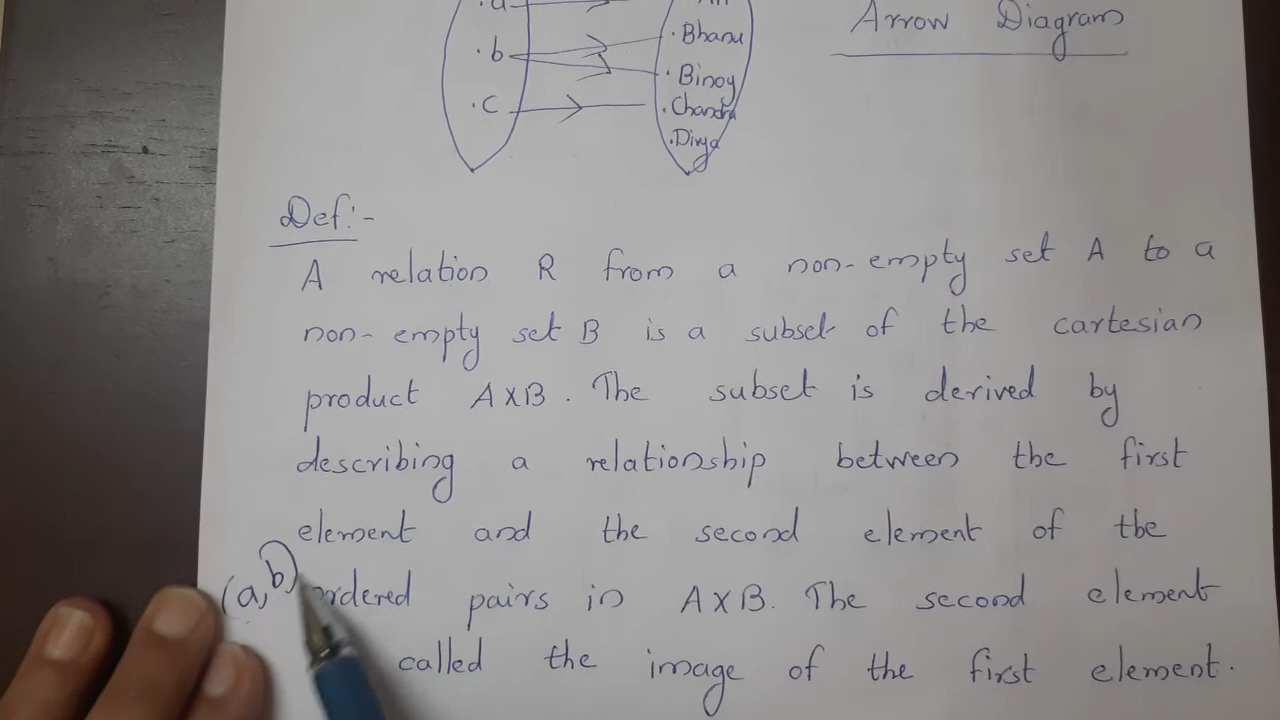 a
Arrow Diagram
b
Bhanu
Binoy
c
Chandra
Divya
Def:-
A relation R from a non-empty set A to a
non-empty set B is a subset of the cartesian
product A×B. The subset is derived by
describing a relationship between the first
element and the second element of the
(a, b)
ordered pairs in A×B. The second element
called the image of the first element.